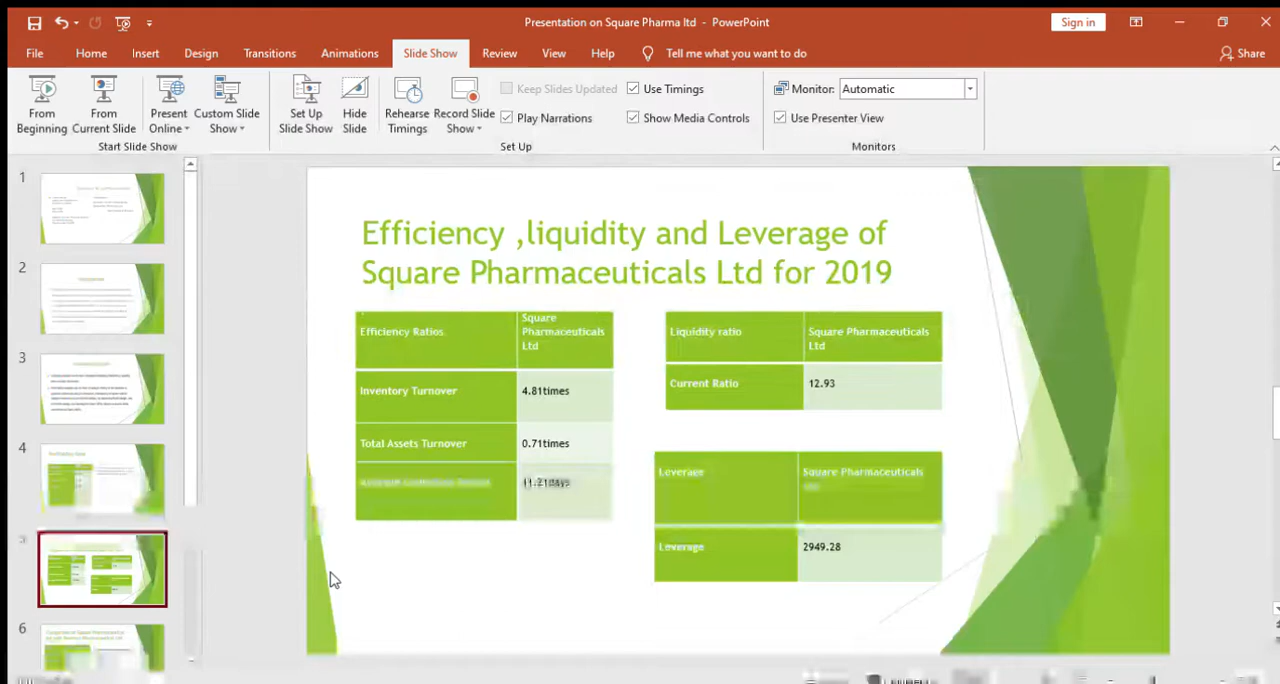 Presentation on Square Pharma ltd - PowerPoint
Sign in
File Home Insert Design Transitions Animations Slide Show Review View Help Tell me what you want to do Share
From Beginning
From Current Slide
Present Online
Custom Slide Show
Start Slide Show
Set Up Slide Show
Hide Slide
Rehearse Timings
Record Slide Show
Keep Slides Updated
Play Narrations
Use Timings
Show Media Controls
Set Up
Monitor: Automatic
Use Presenter View
Monitors
1
2
3
4
6
Efficiency ,liquidity and Leverage of
Square Pharmaceuticals Ltd for 2019
Efficiency Ratios
Square
Pharmaceuticals
Ltd
Inventory Turnover 4.81times
Total Assets Turnover 0.71times
Liquidity ratio
Square Pharmaceuticals
Ltd
Current Ratio 12.93
Leverage Square Pharmaceuticals
Leverage 2949.28